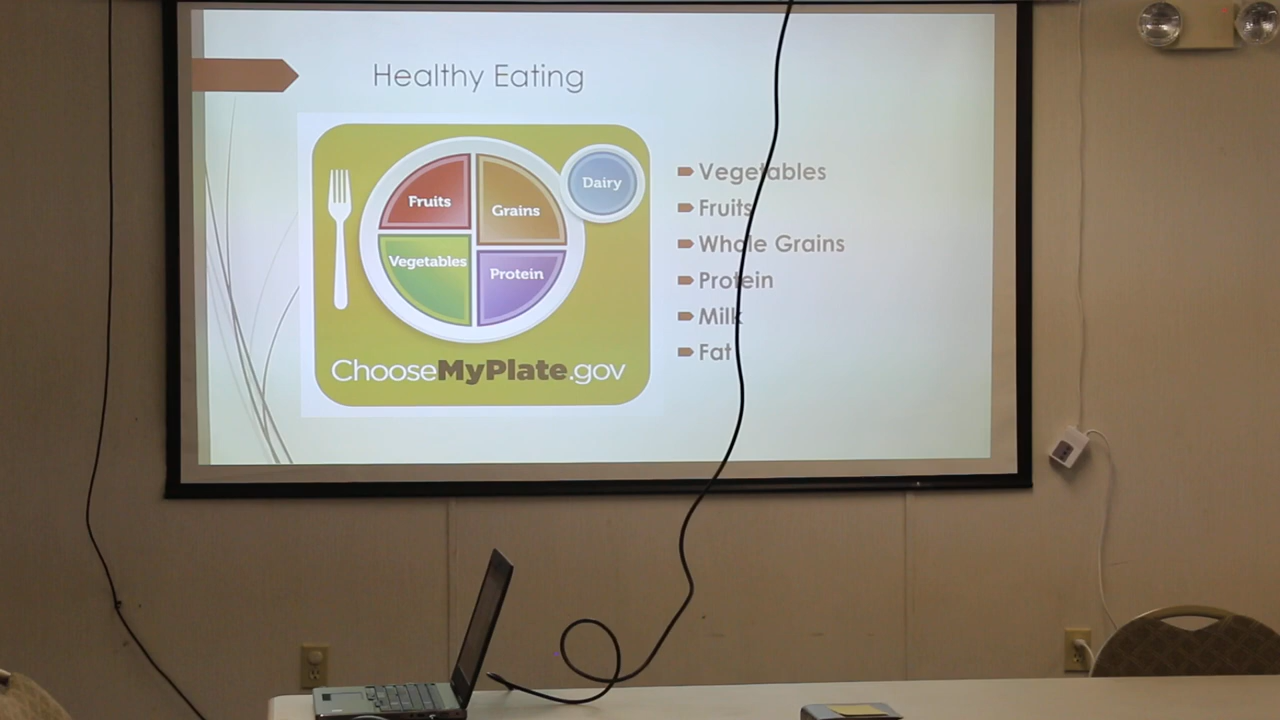 Healthy Eating
Fruits
Grains
Dairy
Vegetables
Protein
ChooseMyPlate.gov
Vegetables
Fruits
Whole Grains
Protein
Milk
Fat